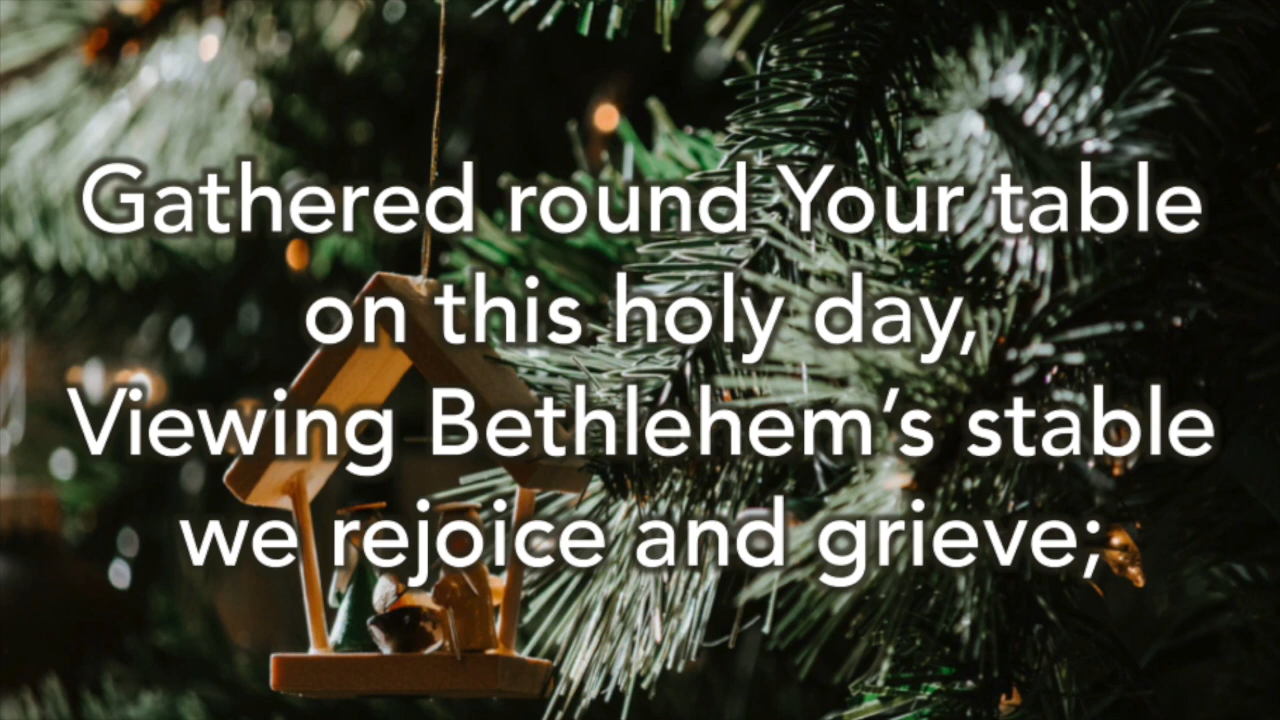 Gathered round Your table
on this holy day,
Viewing Bethlehem’s stable
we rejoice and grieve;